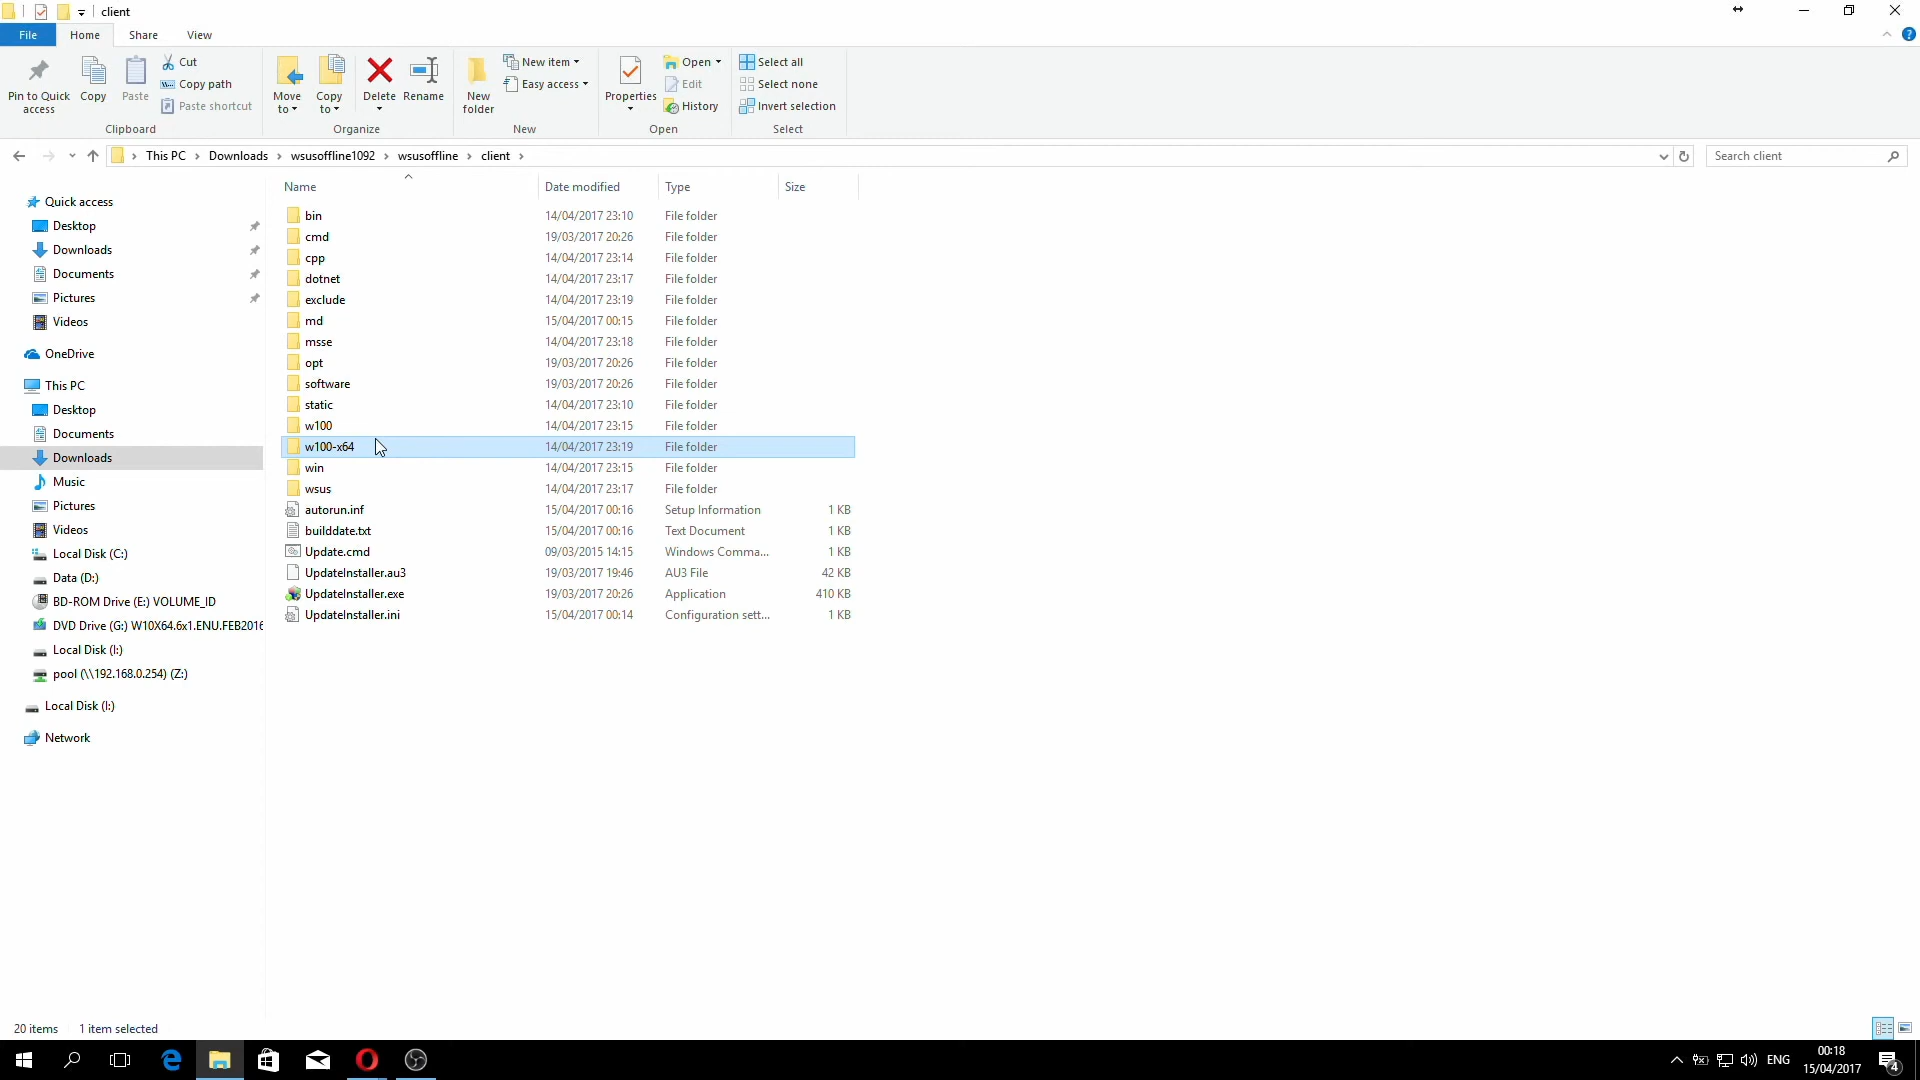 client
File Home Share View
Pin to Quick access
Copy
Paste
Cut
Copy path
Paste shortcut
Clipboard
Move to
Copy to
Delete
Rename
Organize
New folder
New item
Easy access
New
Properties
Open
Edit
History
Open
Select all
Select none
Invert selection
Select
This PC > Downloads > wsusoffline1092 > wsusoffline > client >
Search client
Quick access
Desktop
Downloads
Documents
Pictures
Videos
OneDrive
This PC
Desktop
Documents
Downloads
Music
Pictures
Videos
Local Disk (C:)
Data (D:)
BD-ROM Drive (E:) VOLUME_ID
DVD Drive (G:) W10X64.6x1.ENU.FEB2016
Local Disk (I:)
pool (\\192.168.0.254) (Z:)
Local Disk (I:)
Network
Name Date modified Type Size
bin 14/04/2017 23:10 File folder
cmd 19/03/2017 20:26 File folder
cpp 14/04/2017 23:14 File folder
dotnet 14/04/2017 23:17 File folder
exclude 14/04/2017 23:19 File folder
md 15/04/2017 00:15 File folder
msse 14/04/2017 23:18 File folder
opt 19/03/2017 20:26 File folder
software 19/03/2017 20:26 File folder
static 14/04/2017 23:10 File folder
w100 14/04/2017 23:15 File folder
w100-x64 14/04/2017 23:19 File folder
win 14/04/2017 23:15 File folder
wsus 14/04/2017 23:17 File folder
autorun.inf 15/04/2017 00:16 Setup Information 1 KB
builddate.txt 15/04/2017 00:16 Text Document 1 KB
Update.cmd 09/03/2015 14:15 Windows Comma... 1 KB
UpdateInstaller.au3 19/03/2017 19:46 AU3 File 42 KB
UpdateInstaller.exe 19/03/2017 20:26 Application 410 KB
UpdateInstaller.ini 15/04/2017 00:14 Configuration sett... 1 KB
20 items 1 item selected
ENG
00:18
15/04/2017
4